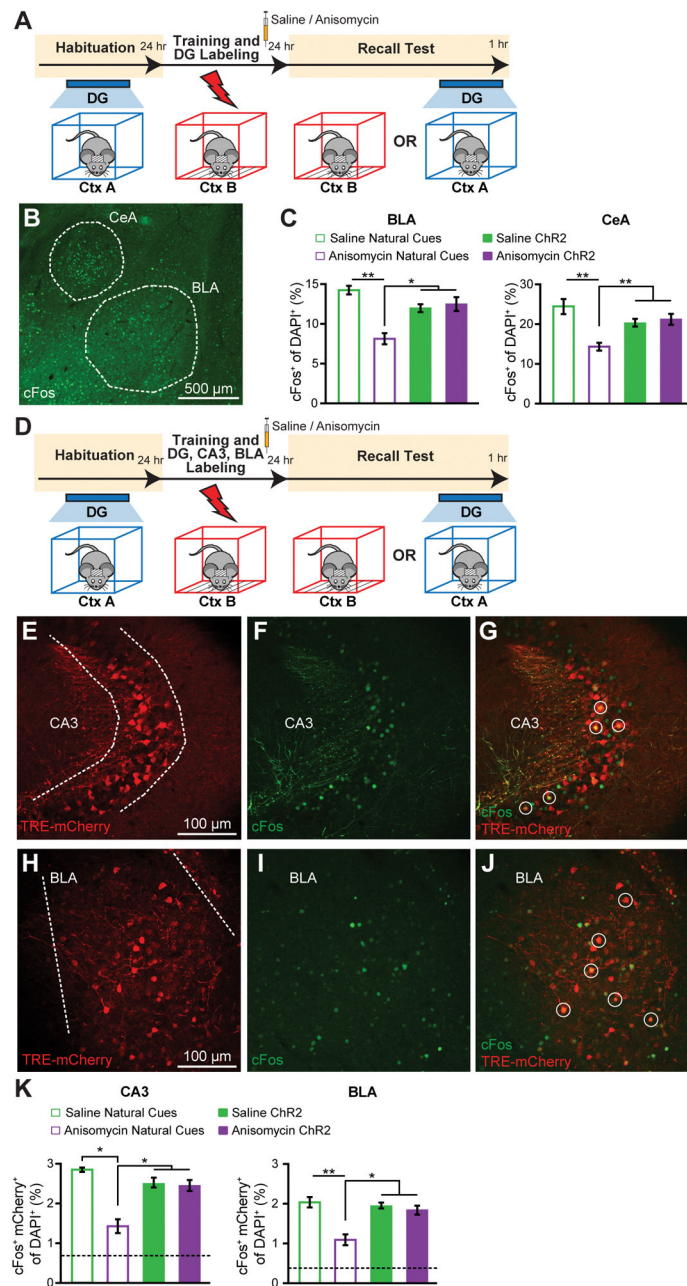 A
Saline / Anisomycin
Habituation
24 hr
Training and
DG Labeling
24 hr
Recall Test
1 hr
DG
DG
OR
Ctx A
Ctx B
Ctx B
Ctx A
B
CeA
BLA
cFos
500 µm
C
BLA
CeA
Saline Natural Cues
Saline ChR2
Anisomycin Natural Cues
Anisomycin ChR2
cFos⁺ of DAPI⁺ (%)
15
10
5
0
**
*
cFos⁺ of DAPI⁺ (%)
30
20
10
0
**
**
D
Saline / Anisomycin
Habituation
24 hr
Training and
DG, CA3, BLA
Labeling
24 hr
Recall Test
1 hr
DG
DG
OR
Ctx A
Ctx B
Ctx B
Ctx A
E
CA3
TRE-mCherry
100 µm
F
CA3
cFos
G
CA3
cFos
TRE-mCherry
H
BLA
TRE-mCherry
100 µm
I
BLA
cFos
J
BLA
cFos
TRE-mCherry
K
CA3
BLA
Saline Natural Cues
Saline ChR2
Anisomycin Natural Cues
Anisomycin ChR2
cFos⁺ mCherry⁺
of DAPI⁺ (%)
3
2
1
0
*
*
cFos⁺ mCherry⁺
of DAPI⁺ (%)
3
2
1
0
**
*